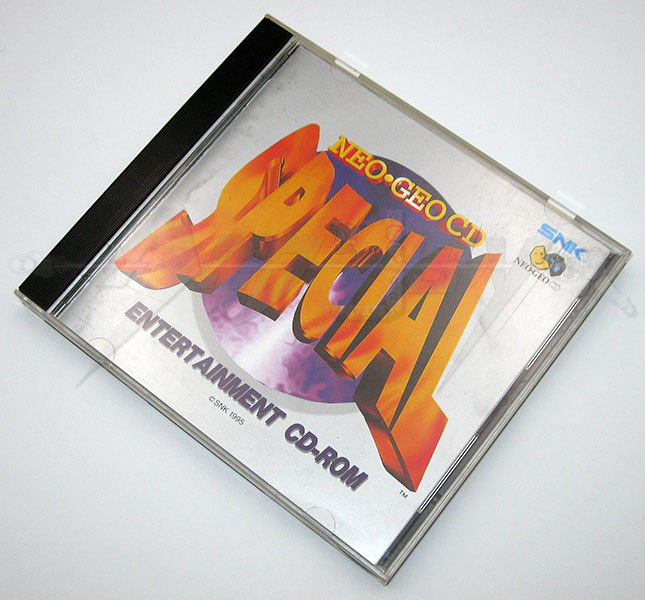 NEO•GEO CD
SPECIAL
ENTERTAINMENT CD-ROM
©SNK 1995
TM
SNK
NEO•GEO CD